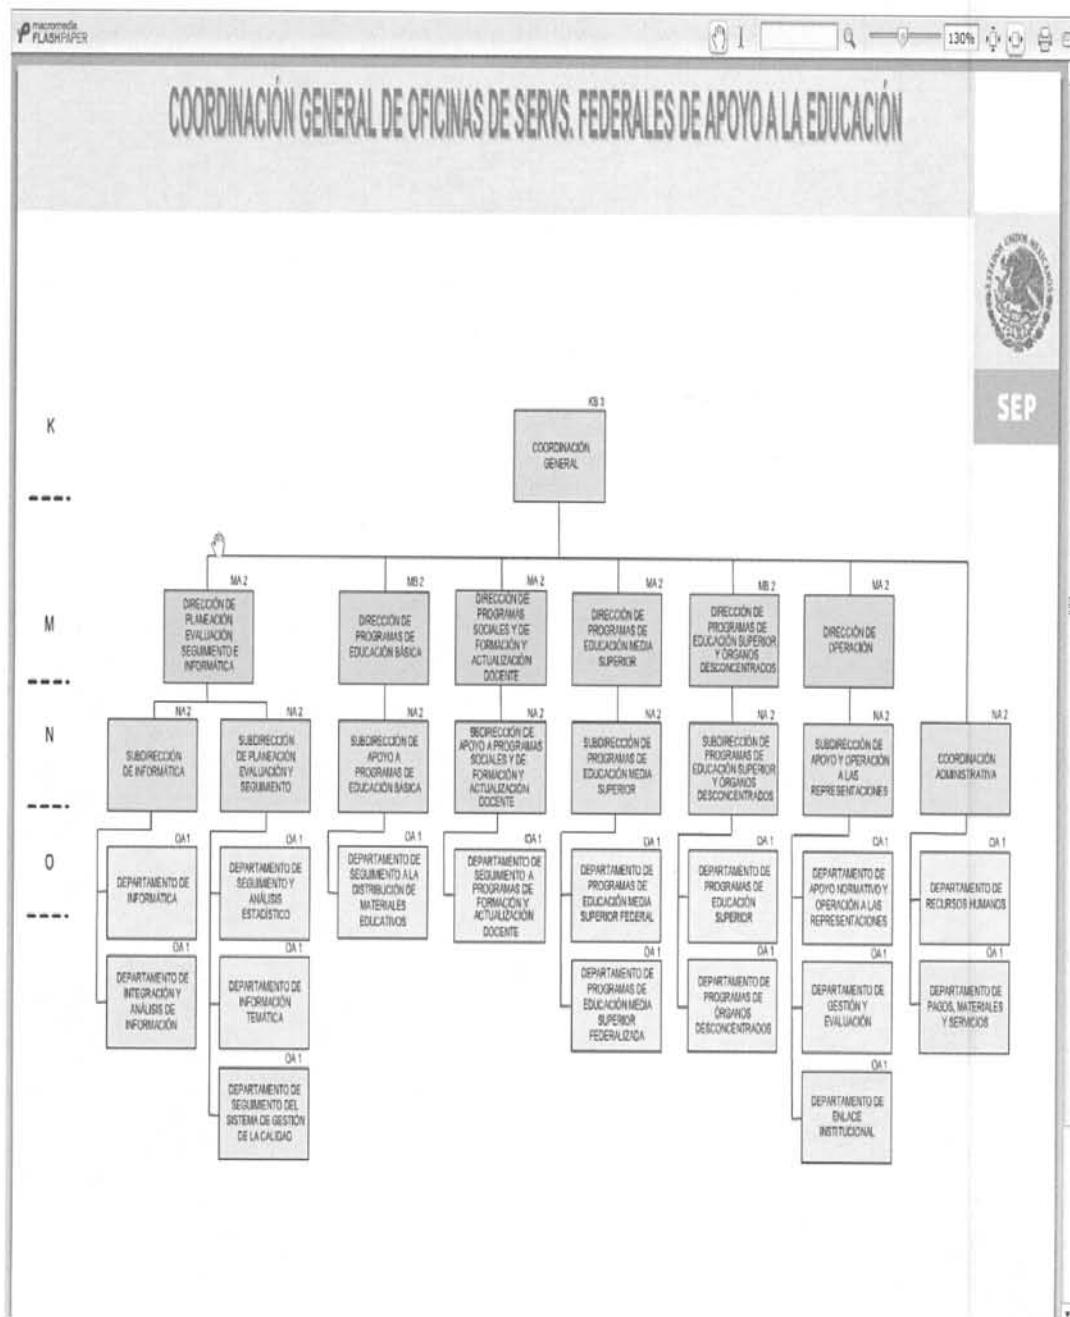 macromedia
FLASHPAPER
130%
COORDINACIÓN GENERAL DE OFICINAS DE SERVS. FEDERALES DE APOYO A LA EDUCACIÓN
ESTADOS UNIDOS MEXICANOS
SEP
K
KB 3
COORDINACIÓN
GENERAL
M
MA 2
DIRECCIÓN DE
PLANEACIÓN
EVALUACIÓN
SEGUIMIENTO E
INFORMÁTICA
MB 2
DIRECCIÓN DE
PROGRAMAS DE
EDUCACIÓN BÁSICA
MA 2
DIRECCIÓN DE
PROGRAMAS
SOCIALES Y DE
FORMACIÓN Y
ACTUALIZACIÓN
DOCENTE
MA 2
DIRECCIÓN DE
PROGRAMAS DE
EDUCACIÓN MEDIA
SUPERIOR
MB 2
DIRECCIÓN DE
PROGRAMAS DE
EDUCACIÓN SUPERIOR
Y ÓRGANOS
DESCONCENTRADOS
MA 2
DIRECCIÓN DE
OPERACIÓN
N
NA 2
SUBDIRECCIÓN
DE INFORMÁTICA
NA 2
SUBDIRECCIÓN
DE PLANEACIÓN
EVALUACIÓN Y
SEGUIMIENTO
NA 2
SUBDIRECCIÓN DE
APOYO A
PROGRAMAS DE
EDUCACIÓN BÁSICA
NA 2
SBDIRECCIÓN DE
APOYO A PROGRAMAS
SOCIALES Y DE
FORMACIÓN Y
ACTUALIZACIÓN
DOCENTE
NA 2
SUBDIRECCIÓN DE
PROGRAMAS DE
EDUCACIÓN MEDIA
SUPERIOR
NA 2
SUBDIRECCIÓN DE
PROGRAMAS DE
EDUCACIÓN SUPERIOR
Y ÓRGANOS
DESCONCENTRADOS
NA 2
SUBDIRECCIÓN DE
APOYO Y OPERACIÓN
A LAS
REPRESENTACIONES
NA 2
COORDINACIÓN
ADMINISTRATIVA
O
OA 1
DEPARTAMENTO DE
INFORMÁTICA
OA 1
DEPARTAMENTO DE
SEGUIMIENTO Y
ANÁLISIS
ESTADÍSTICO
OA 1
DEPARTAMENTO DE
SEGUIMIENTO A LA
DISTRIBUCIÓN DE
MATERIALES
EDUCATIVOS
OA 1
DEPARTAMENTO DE
SEGUIMIENTO A
PROGRAMAS DE
FORMACIÓN Y
ACTUALIZACIÓN
DOCENTE
OA 1
DEPARTAMENTO DE
PROGRAMAS DE
EDUCACIÓN MEDIA
SUPERIOR FEDERAL
OA 1
DEPARTAMENTO DE
PROGRAMAS DE
EDUCACIÓN
SUPERIOR
OA 1
DEPARTAMENTO DE
APOYO NORMATIVO Y
OPERACIÓN A LAS
REPRESENTACIONES
OA 1
DEPARTAMENTO DE
RECURSOS HUMANOS
OA 1
DEPARTAMENTO DE
INTEGRACIÓN Y
ANÁLISIS DE
INFORMACIÓN
OA 1
DEPARTAMENTO DE
INFORMACIÓN
TEMÁTICA
OA 1
DEPARTAMENTO DE
PROGRAMAS DE
EDUCACIÓN MEDIA
SUPERIOR
FEDERALIZADA
OA 1
DEPARTAMENTO DE
PROGRAMAS DE
ÓRGANOS
DESCONCENTRADOS
OA 1
DEPARTAMENTO DE
GESTIÓN Y
EVALUACIÓN
OA 1
DEPARTAMENTO DE
PAGOS, MATERIALES
Y SERVICIOS
OA 1
DEPARTAMENTO DE
SEGUIMIENTO DEL
SISTEMA DE GESTIÓN
DE LA CALIDAD
OA 1
DEPARTAMENTO DE
ENLACE
INSTITUCIONAL